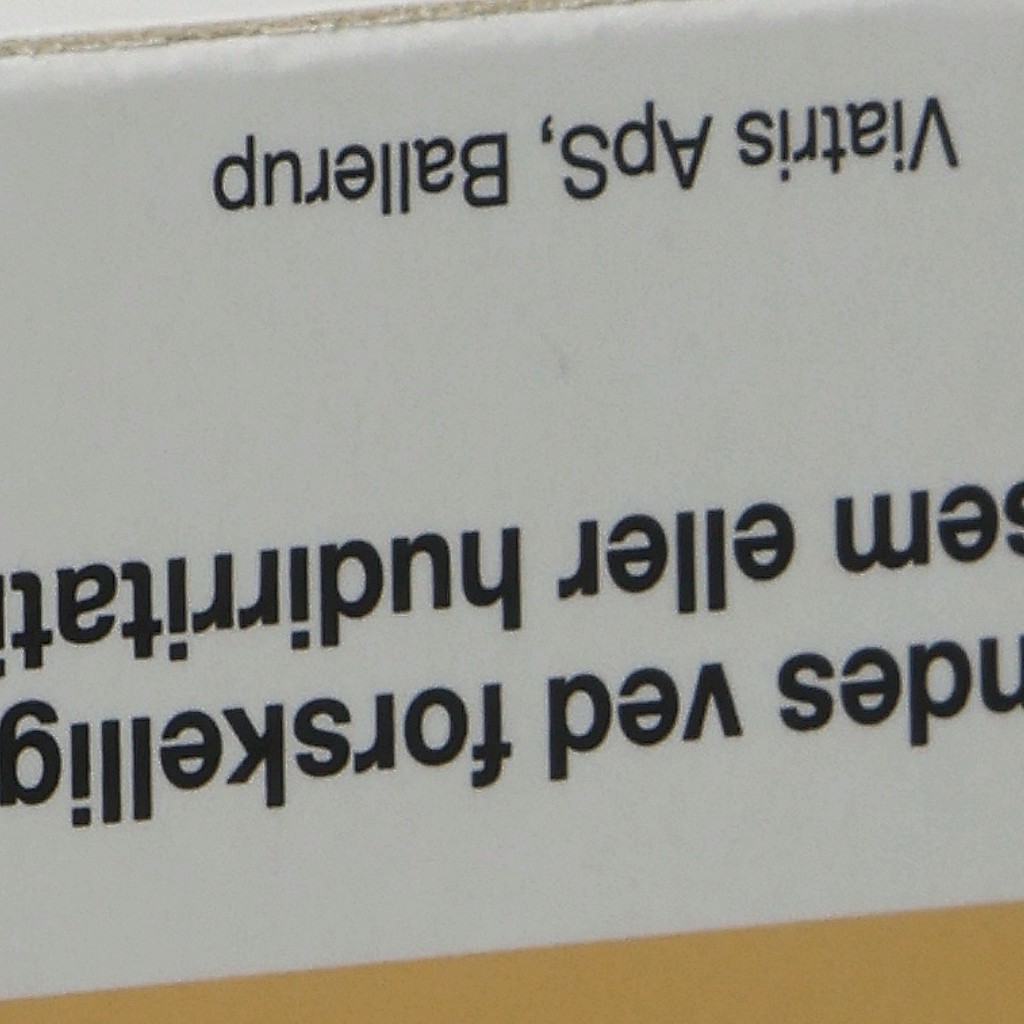 ndes ved forskellig
sem eller hudirritati
Viatris ApS, Ballerup